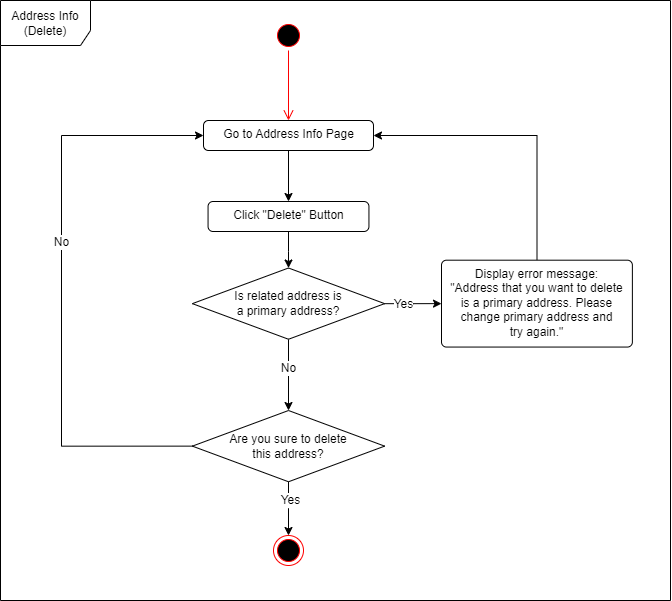 Address Info
(Delete)
Go to Address Info Page
No
Click "Delete" Button
Is related address is
a primary address?
Yes
Display error message:
"Address that you want to delete
is a primary address. Please
change primary address and
try again."
No
Are you sure to delete
this address?
Yes